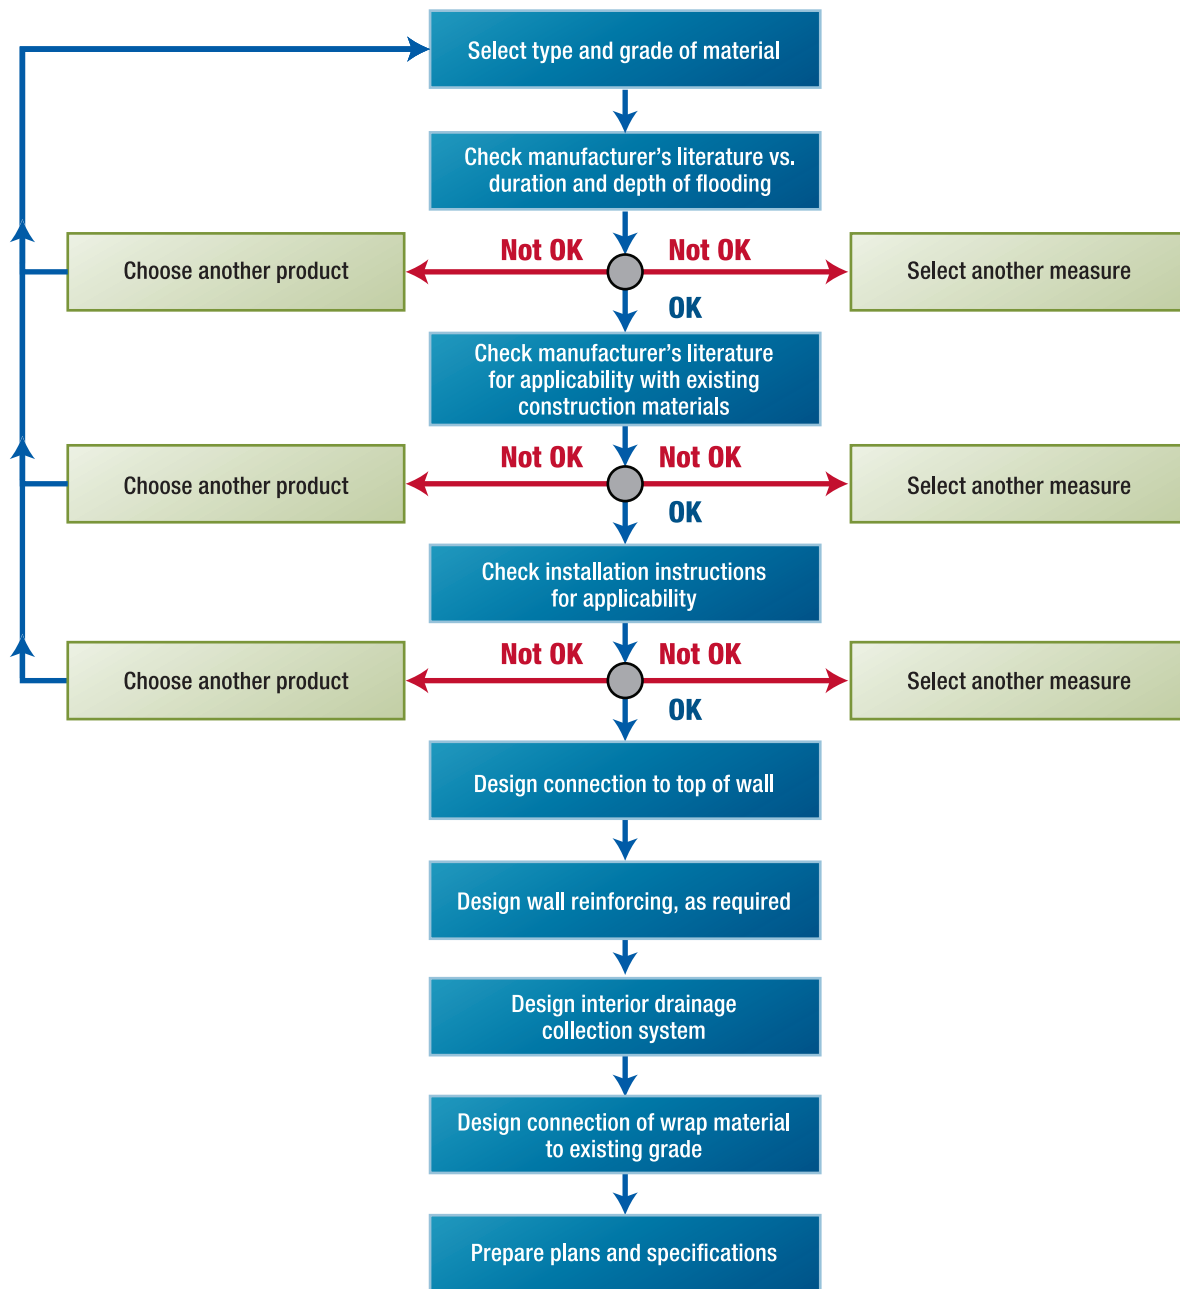 Select type and grade of material
Check manufacturer's literature vs.
duration and depth of flooding
Not OK
Not OK
Choose another product
Select another measure
OK
Check manufacturer's literature
for applicability with existing
construction materials
Not OK
Not OK
Choose another product
Select another measure
OK
Check installation instructions
for applicability
Not OK
Not OK
Choose another product
Select another measure
OK
Design connection to top of wall
Design wall reinforcing, as required
Design interior drainage
collection system
Design connection of wrap material
to existing grade
Prepare plans and specifications